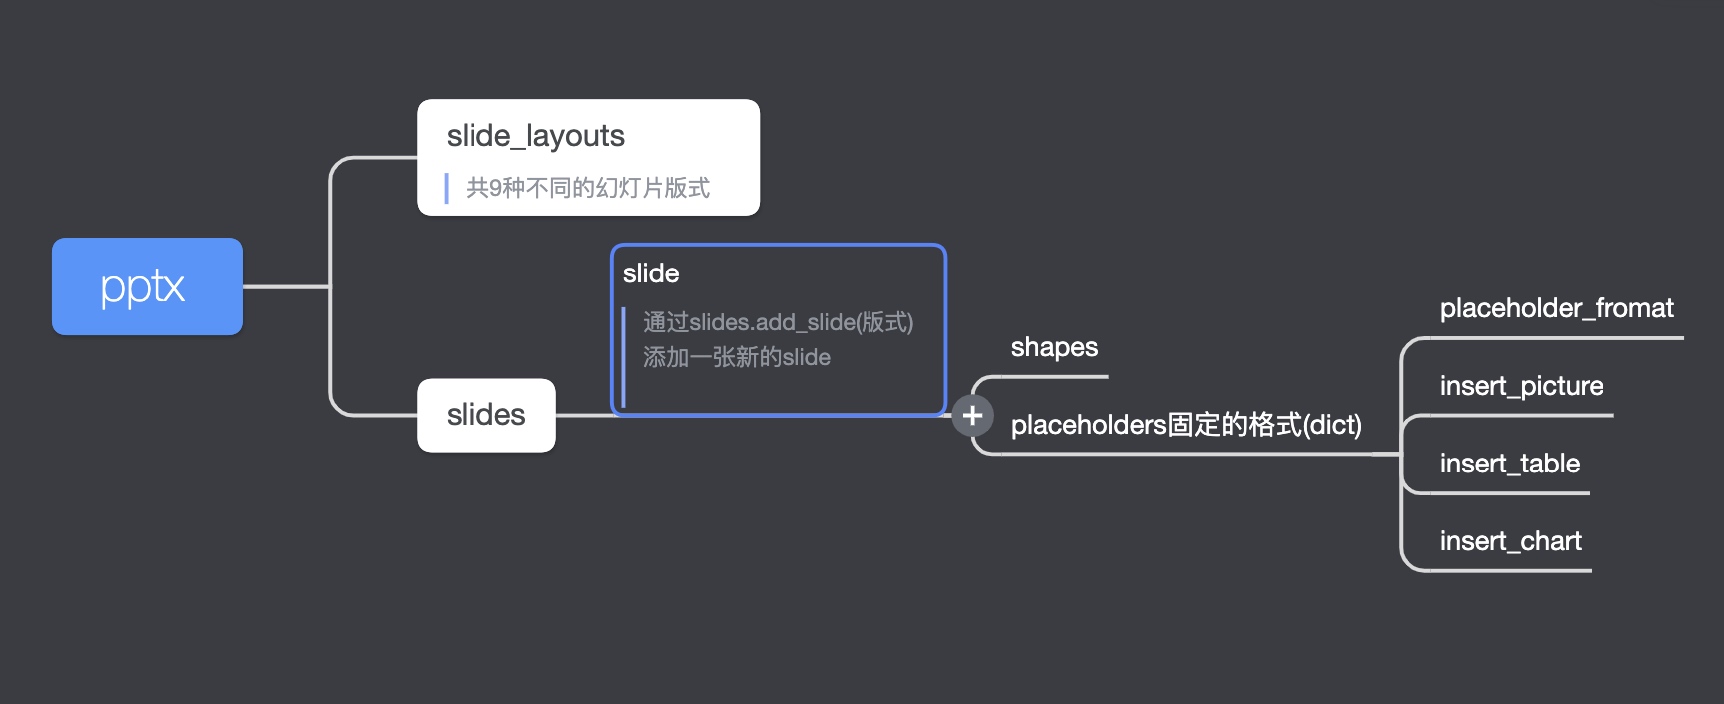 pptx
slide_layouts
共9种不同的幻灯片版式
slides
slide
通过slides.add_slide(版式)
添加一张新的slide
shapes
placeholders固定的格式(dict)
placeholder_fromat
insert_picture
insert_table
insert_chart